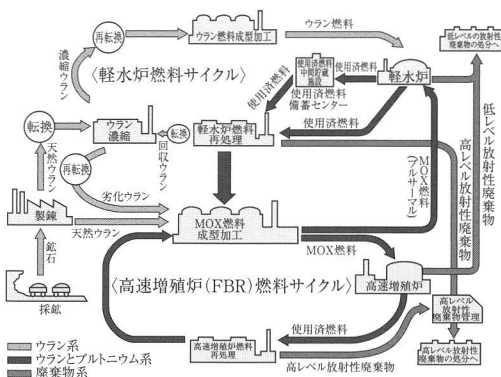 再転換
ウラン燃料成型加工
ウラン燃料
低レベルの放射性
廃棄物の処分へ
濃縮ウラン
〈軽水炉燃料サイクル〉
使用済燃料
中間貯蔵
施設
使用済燃料
軽水炉
使用済燃料
使用済燃料
備蓄センター
転換
ウラン
濃縮
転換
回収ウラン
軽水炉燃料
再処理
使用済燃料
低レベル放射性廃棄物
高レベル放射性廃棄物
天然ウラン
再転換
劣化ウラン
MOX燃料
(プルサーマル)
製錬
天然ウラン
MOX燃料
成型加工
MOX燃料
鉱石
〈高速増殖炉(FBR)燃料サイクル〉
高速増殖炉
採鉱
高レベル
放射性
廃棄物管理
使用済燃料
ウラン系
ウランとプルトニウム系
廃棄物系
高速増殖炉燃料
再処理
高レベル放射性廃棄物
高レベル放射性
廃棄物の処分へ